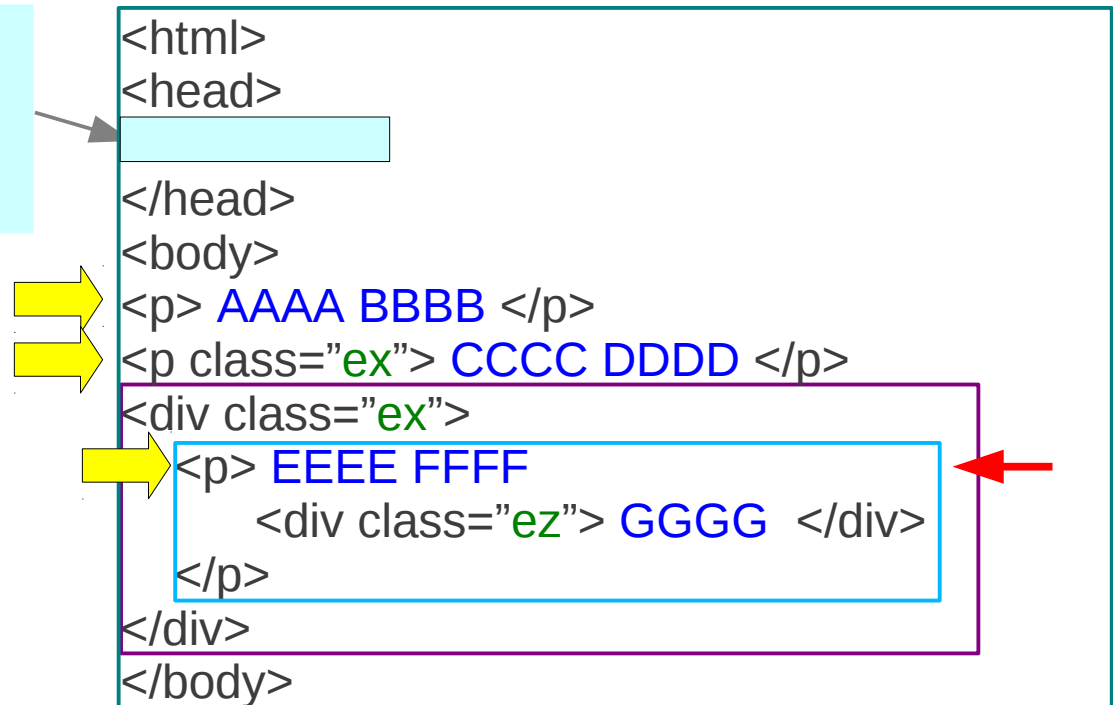 <html>
<head>
</head>
<body>
<p> AAAA BBBB </p>
<p class=”ex”> CCCC DDDD </p>
<div class=”ex”>
<p> EEEE FFFF
<div class=”ez”> GGGG </div>
</p>
</div>
</body>